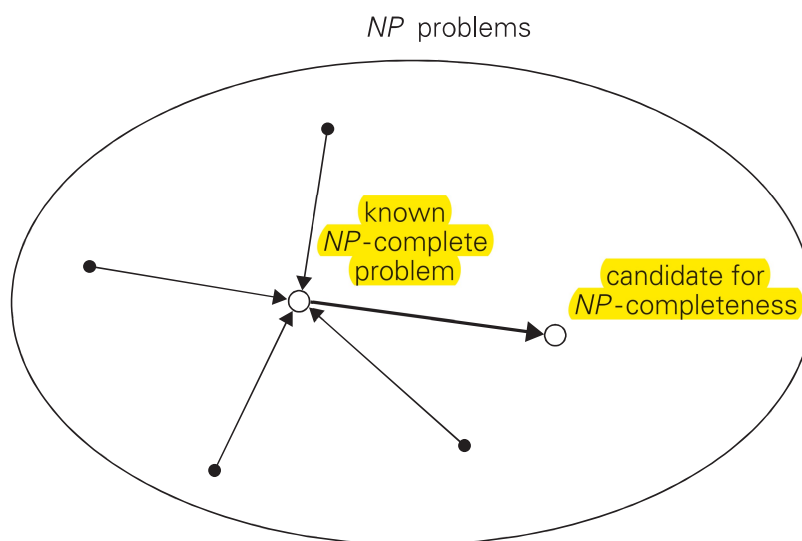 NP problems
known
NP-complete
problem
candidate for
NP-completeness